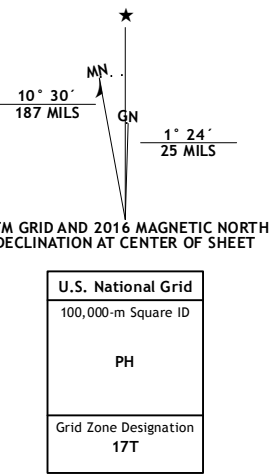 ★
MN
GN
10° 30´
187 MILS
1° 24´
25 MILS
TM GRID AND 2016 MAGNETIC NORTH
DECLINATION AT CENTER OF SHEET
U.S. National Grid
100,000-m Square ID
PH
Grid Zone Designation
17T